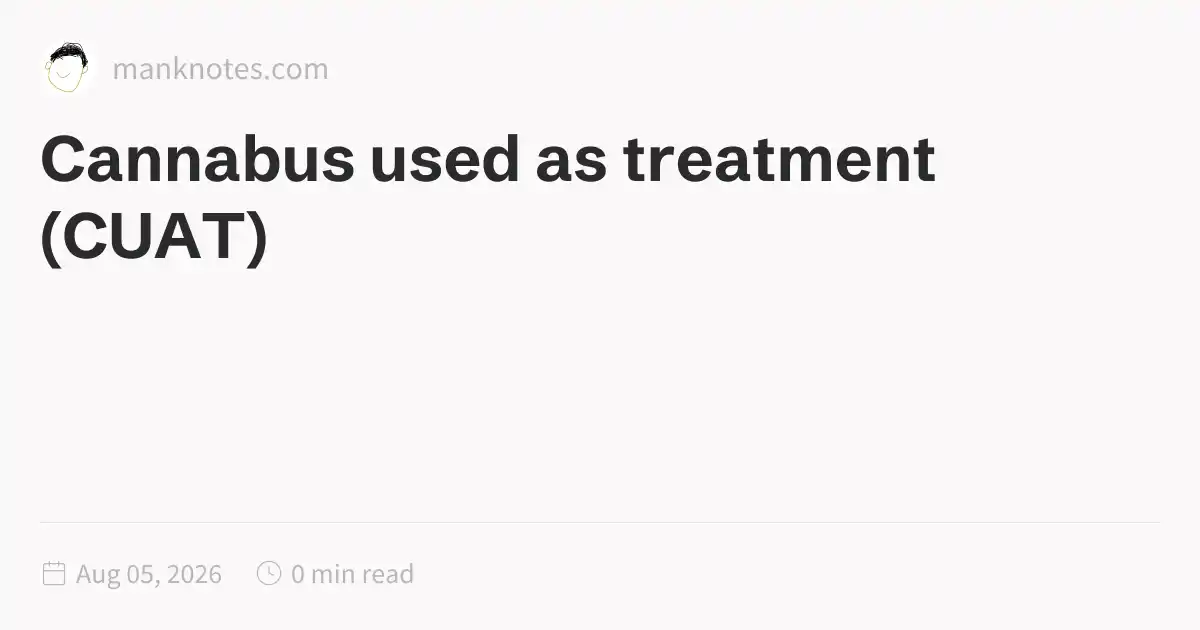 manknotes.com
Cannabus used as treatment
(CUAT)
Aug 05, 2026
0 min read